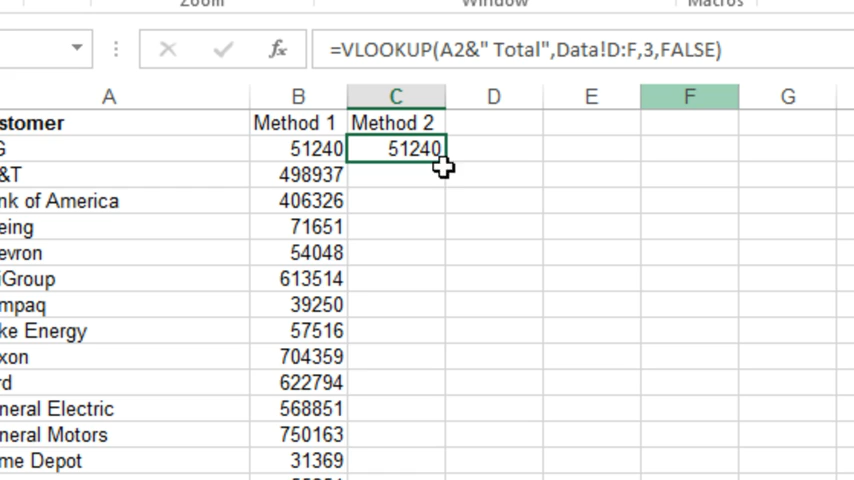 Zoom Window Macros
fx =VLOOKUP(A2&" Total",Data!D:F,3,FALSE)
A B C D E F G
stomer Method 1 Method 2
G 51240 51240
&T 498937
nk of America 406326
eing 71651
evron 54048
iGroup 613514
mpaq 39250
ke Energy 57516
xon 704359
rd 622794
neral Electric 568851
neral Motors 750163
me Depot 31369